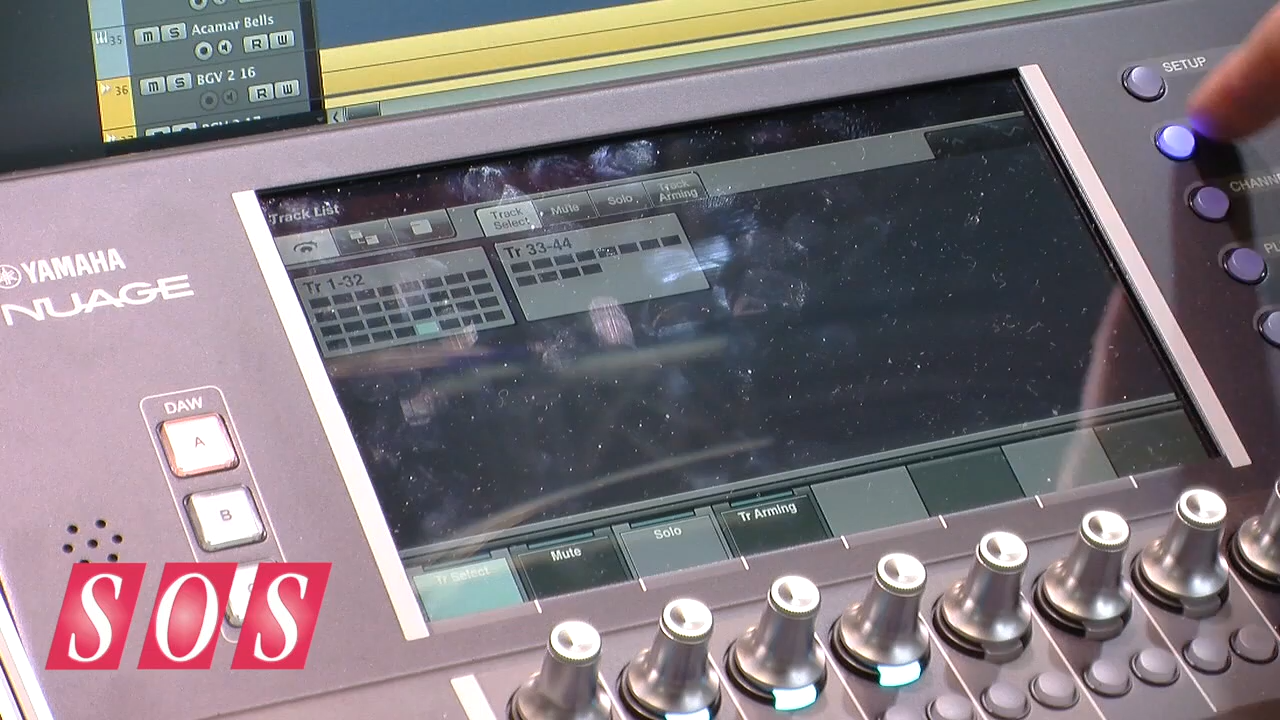 35
m S Acamar Bells
R W
36
m S BGV 2 16
R W
SETUP
Track List
Track Select
Mute
Solo
Track Arming
Tr 1-32
Tr 33-44
YAMAHA
NUAGE
DAW
A
B
Tr Select
Mute
Solo
Tr Arming
SOS